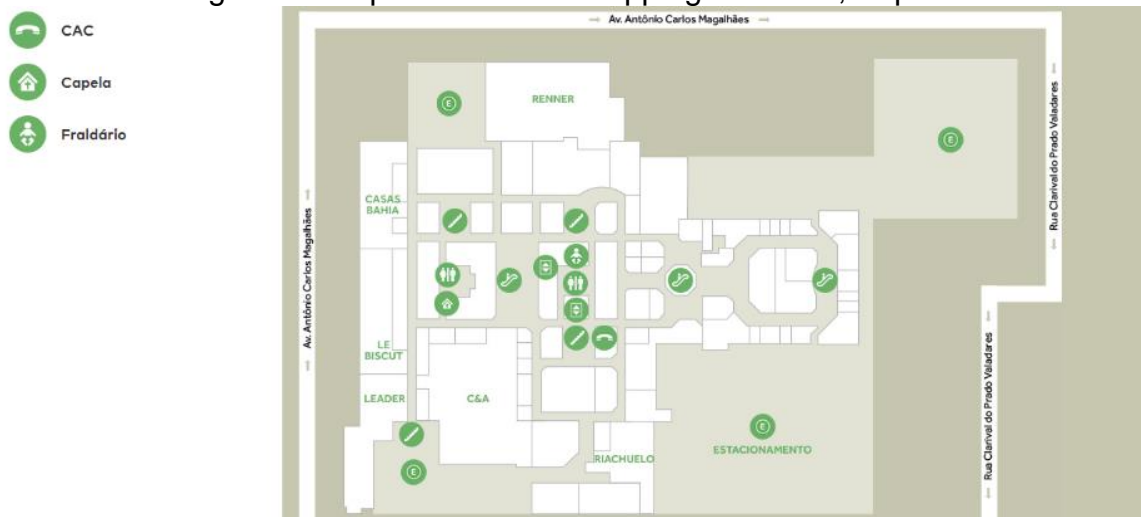 Av. Antônio Carlos Magalhães
CAC
Capela
Fraldário
RENNER
E
E
Rua Clarival do Prado Valadares
CASAS
BAHIA
Av. Antônio Carlos Magalhães
LE
BISCUT
LEADER
C&A
Rua Clarival do Prado Valadares
E
ESTACIONAMENTO
RIACHUELO
E